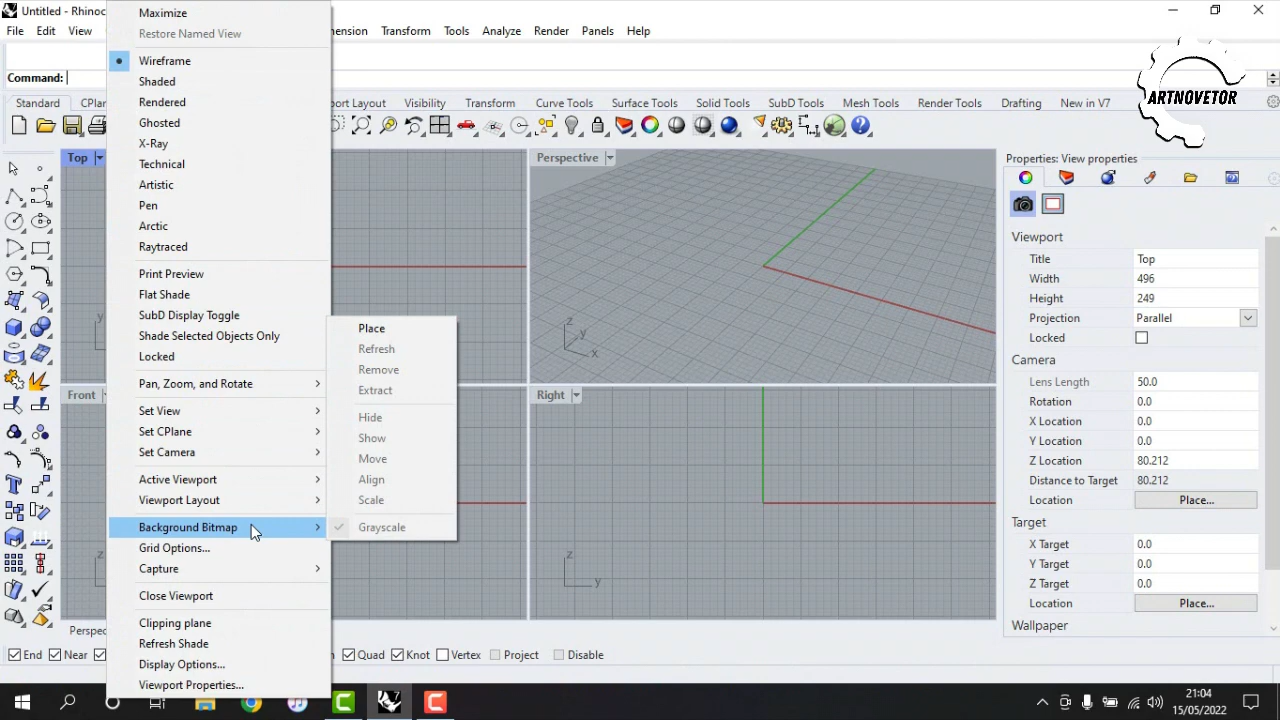 Untitled - Rhino
File Edit View
Maximize
Restore Named View
Wireframe
Shaded
Rendered
Ghosted
X-Ray
Technical
Artistic
Pen
Arctic
Raytraced
Print Preview
Flat Shade
SubD Display Toggle
Shade Selected Objects Only
Locked
Pan, Zoom, and Rotate
Set View
Set CPlane
Set Camera
Active Viewport
Viewport Layout
Background Bitmap
Grid Options...
Capture
Close Viewport
Clipping plane
Refresh Shade
Display Options...
Viewport Properties...
Place
Refresh
Remove
Extract
Hide
Show
Move
Align
Scale
Grayscale
Transform Tools Analyze Render Panels Help
Command:
Standard
Visibility Transform Curve Tools Surface Tools Solid Tools SubD Tools Mesh Tools Render Tools Drafting New in V7
ARTNOVETOR
Top
Perspective
Front
Right
z
y
x
y
z
z
y
Properties: View properties
Viewport
Title Top
Width 496
Height 249
Projection Parallel
Locked
Camera
Lens Length 50.0
Rotation 0.0
X Location 0.0
Y Location 0.0
Z Location 80.212
Distance to Target 80.212
Location Place...
Target
X Target 0.0
Y Target 0.0
Z Target 0.0
Location Place...
Wallpaper
End Near
Quad Knot Vertex Project Disable
21:04
15/05/2022